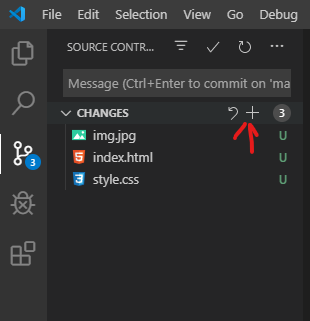 File Edit Selection View Go Debug
SOURCE CONTR...
Message (Ctrl+Enter to commit on 'ma
CHANGES 3
img.jpg U
index.html U
3
style.css U